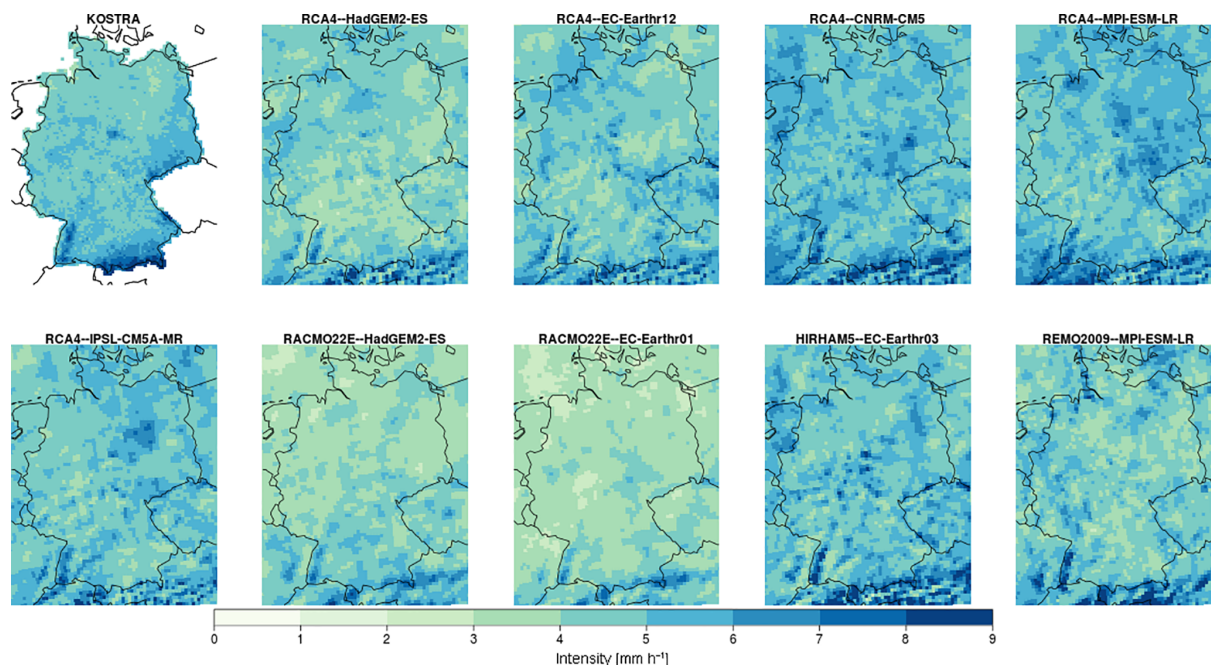 KOSTRA
RCA4--HadGEM2-ES
RCA4--EC-Earthr12
RCA4--CNRM-CM5
RCA4--MPI-ESM-LR
RCA4--IPSL-CM5A-MR
RACMO22E--HadGEM2-ES
RACMO22E--EC-Earthr01
HIRHAM5--EC-Earthr03
REMO2009--MPI-ESM-LR
0 1 2 3 4 5 6 7 8 9
Intensity [mm h⁻¹]